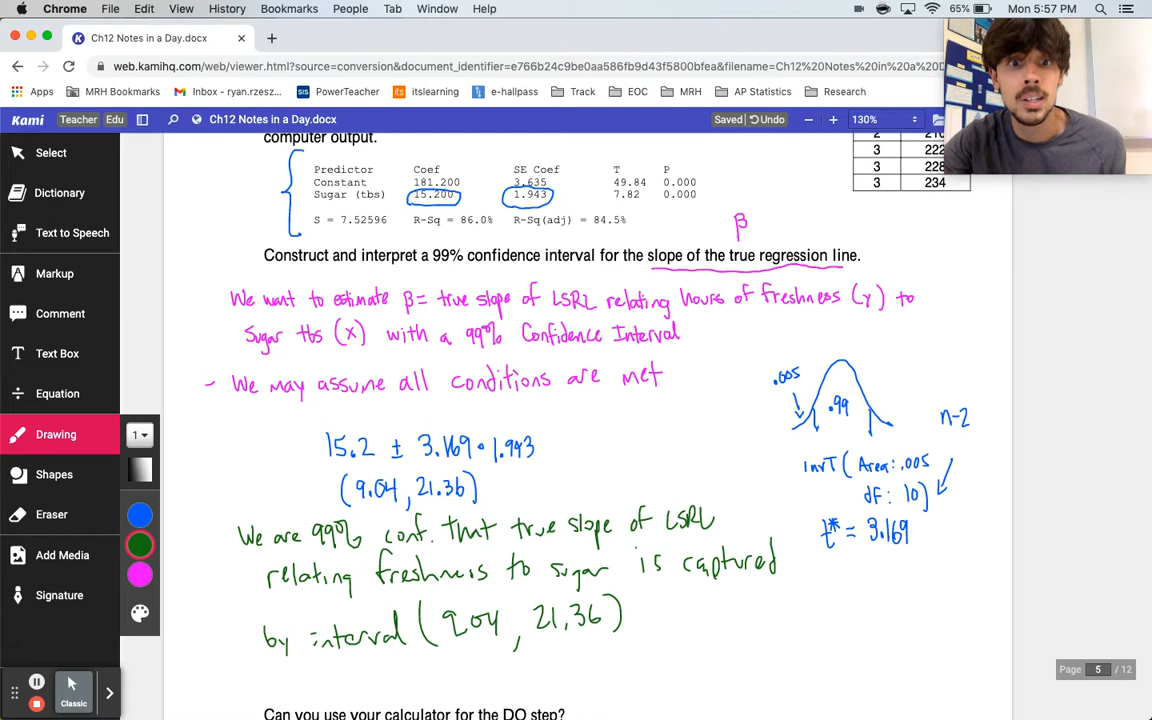 Chrome File Edit View History Bookmarks People Tab Window Help 65% Mon 5:57 PM
Ch12 Notes in a Day.docx
web.kamihq.com/web/viewer.html?source=conversion&document_identifier=e766b24c9be0aa586fb9d43f5800bfea&filename=Ch12%20Notes%20in%20a%20Day.d
Apps MRH Bookmarks Inbox - ryan.rzesz... PowerTeacher its itslearning e-hallpass Track EOC MRH AP Statistics Research
Kami Teacher Edu Ch12 Notes in a Day.docx Saved Undo 130%
Select
Dictionary
Text to Speech
Markup
Comment
Text Box
Equation
Drawing 1
Shapes
Eraser
Add Media
Signature
Classic
computer output.
Predictor Coef SE Coef T P
Constant 181.200 3.635 49.84 0.000
Sugar (tbs) 15.200 1.943 7.82 0.000
S = 7.52596 R-Sq = 86.0% R-Sq(adj) = 84.5%
3 222
3 228
3 234
β
Construct and interpret a 99% confidence interval for the slope of the true regression line.
We want to estimate β = true slope of LSRL relating hours of freshness (y) to
Sugar tbs (x) with a 99% Confidence Interval
- We may assume all conditions are met
.005
.99
n-2
15.2 ± 3.169 · 1.943
(9.04, 21.36)
invT (Area: .005
df: 10)
t* = 3.169
We are 99% conf. that true slope of LSRL
relating freshness to sugar is captured
by interval (9.04, 21.36)
Page 5 / 12
Can you use your calculator for the DO step?